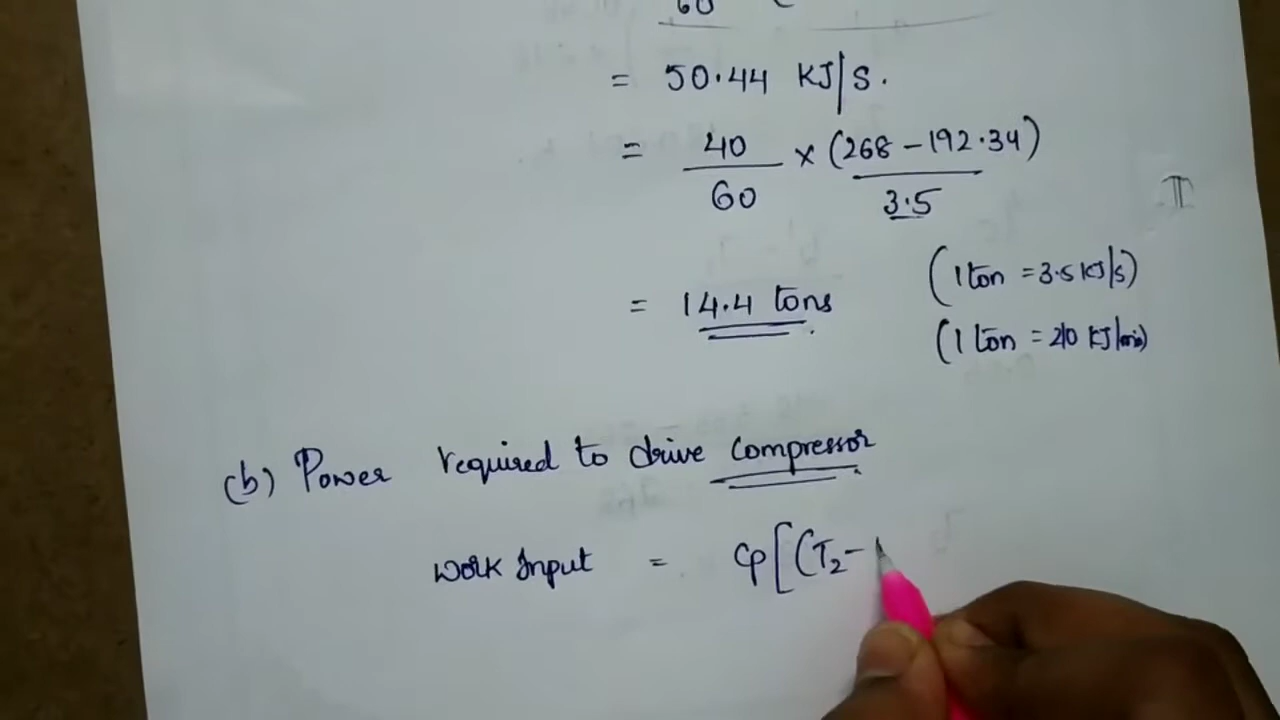 60 (
= 50.44 KJ/S.
= 40/60 × (268 - 192.34)/3.5
= 14.4 tons (1 ton = 3.5 KJ/s)
(1 ton = 210 KJ/min)
(b) Power required to drive compressor
Work Input = Cp[(T₂-